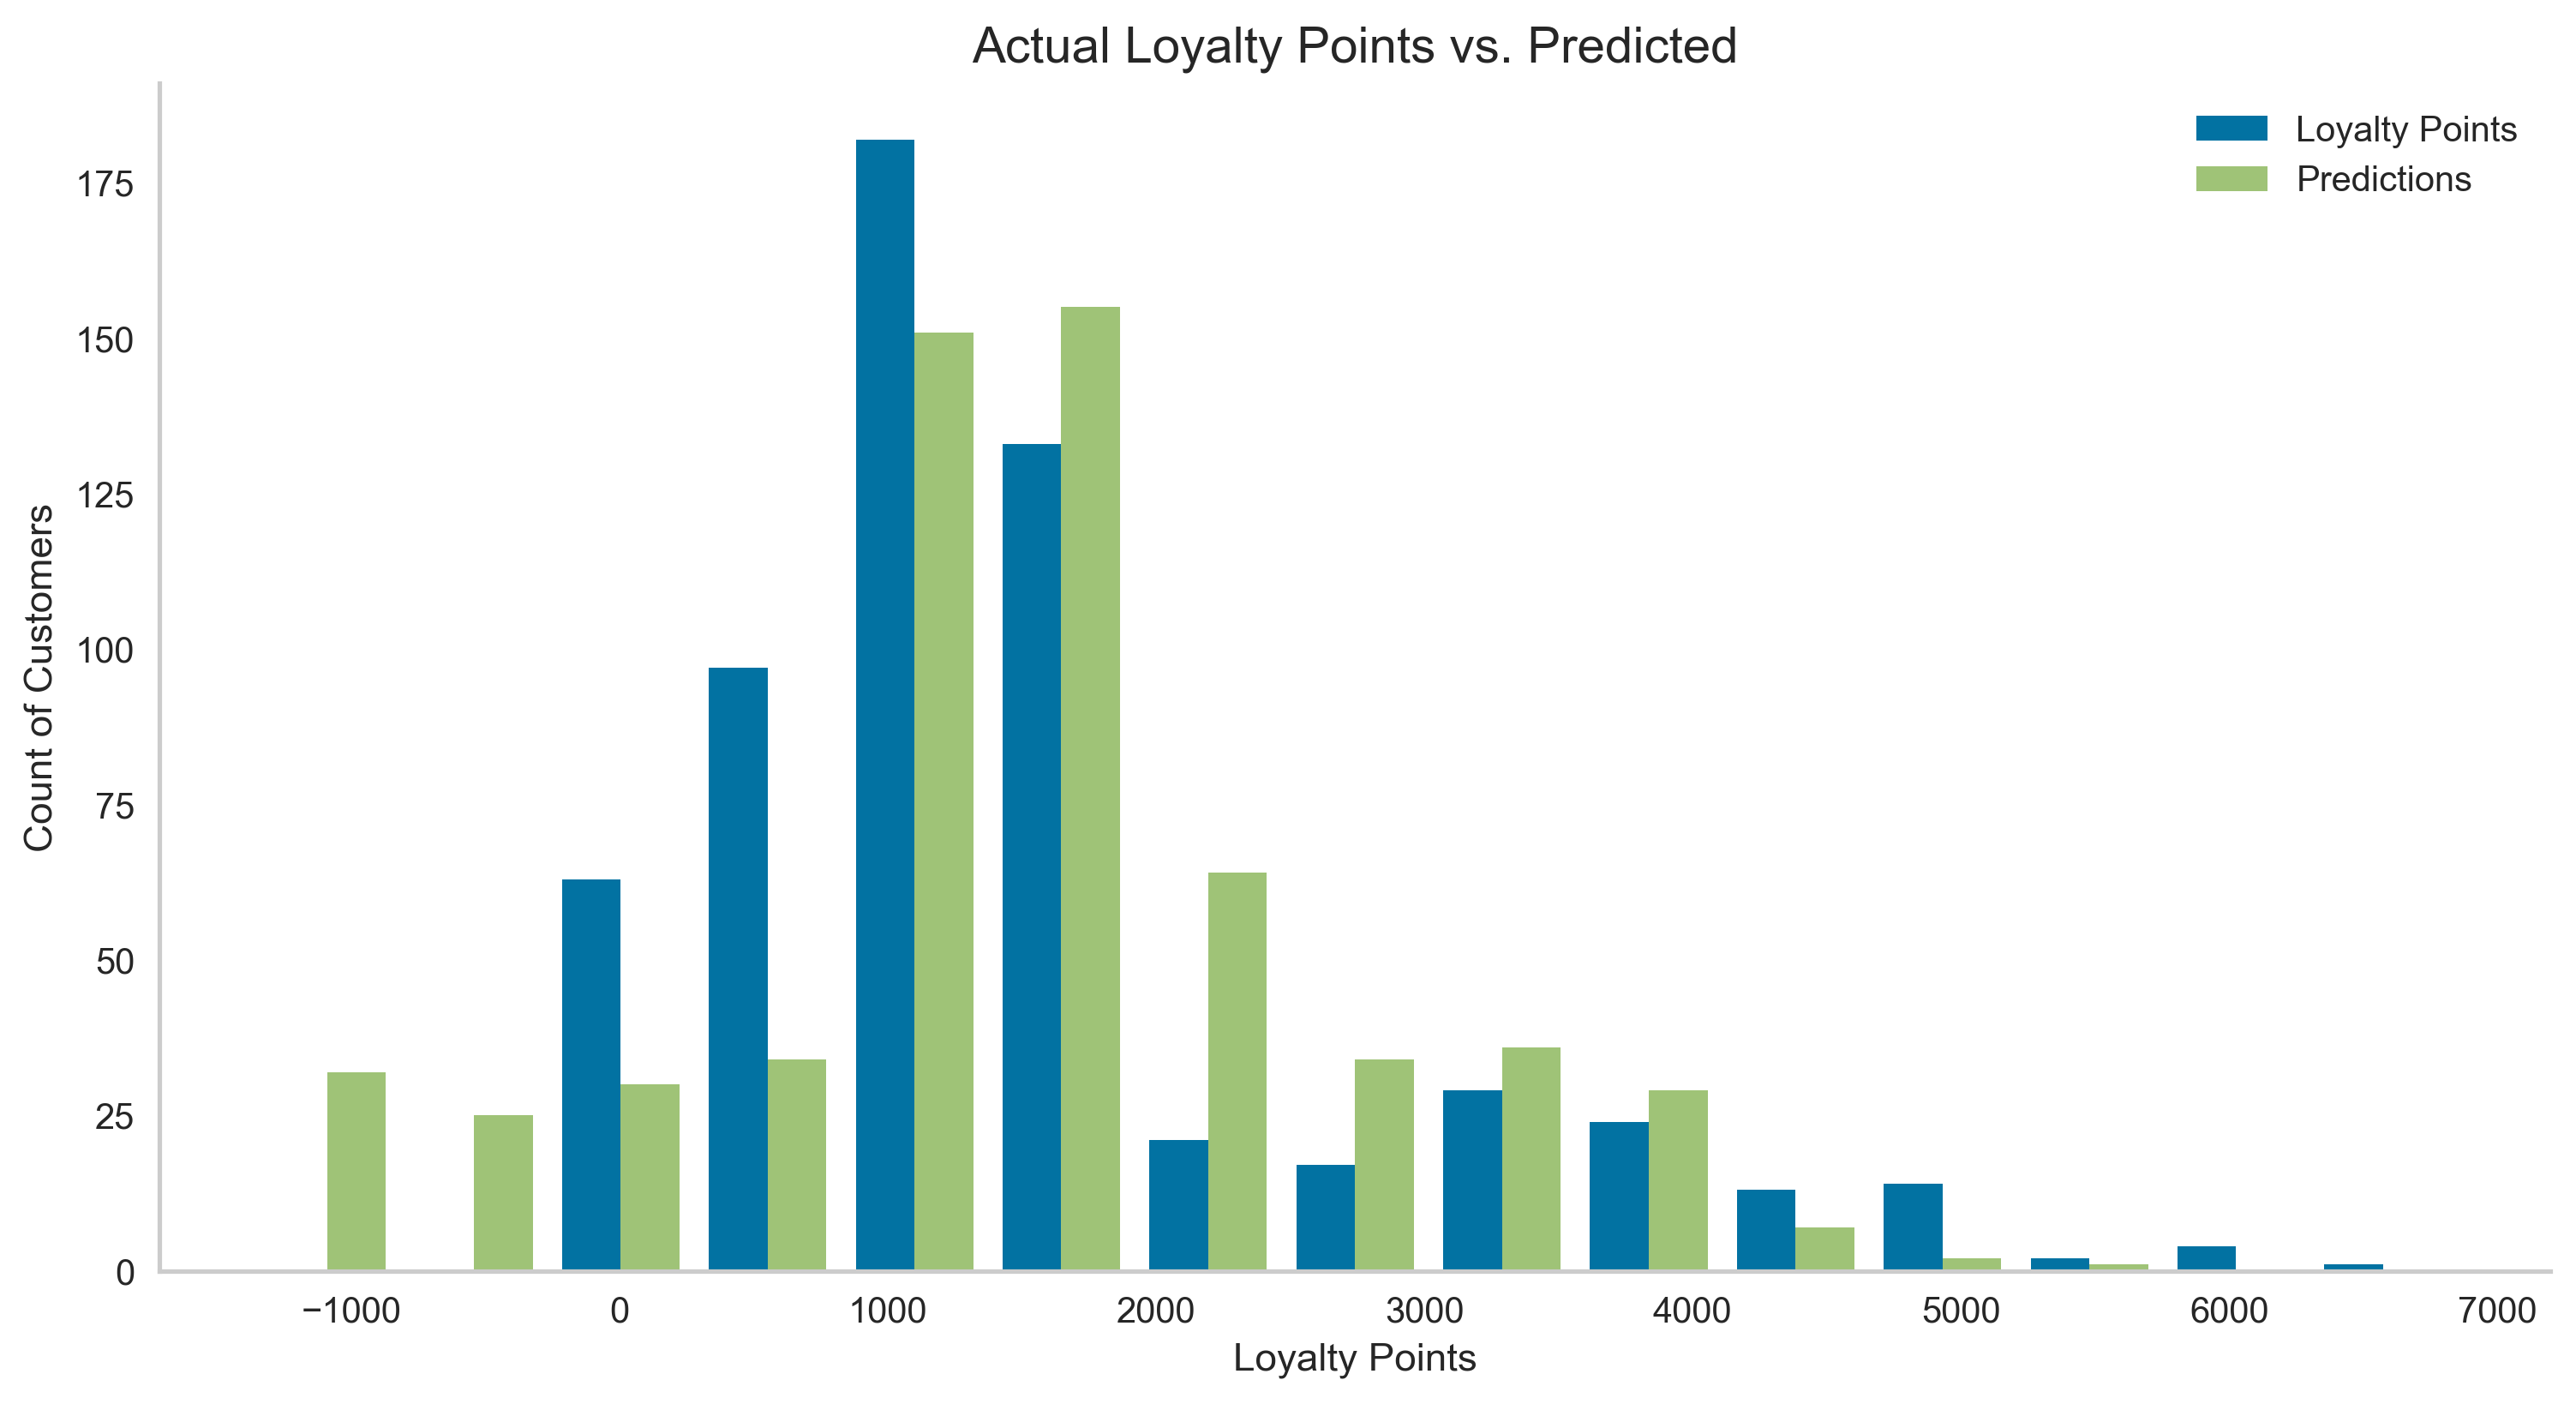 Actual Loyalty Points vs. Predicted
Loyalty Points
Predictions
Count of Customers
175
150
125
100
75
50
25
0
−1000 0 1000 2000 3000 4000 5000 6000 7000
Loyalty Points